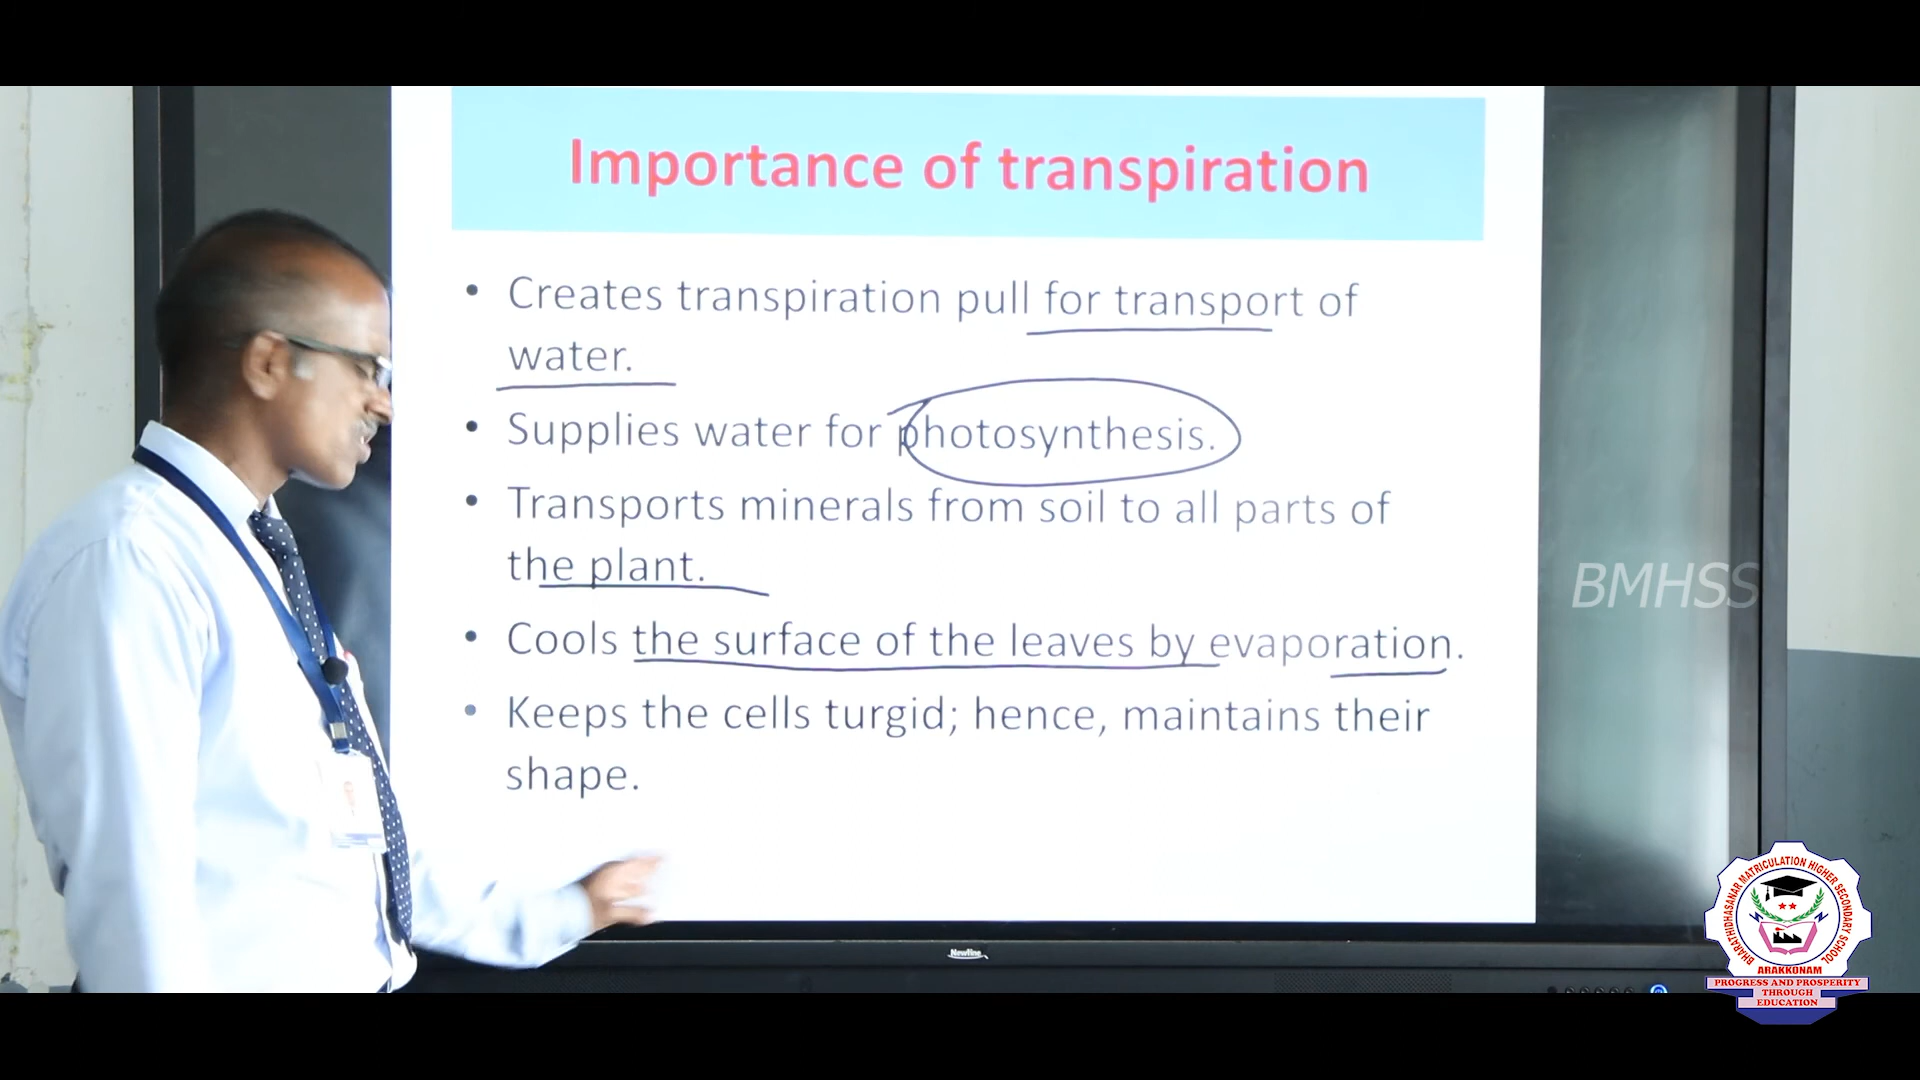 Importance of transpiration
• Creates transpiration pull for transport of
water.
• Supplies water for photosynthesis.
• Transports minerals from soil to all parts of
the plant.
• Cools the surface of the leaves by evaporation.
• Keeps the cells turgid; hence, maintains their
shape.
BMHSS
Newline
BHARATHIDHASANAR MATRICULATION HIGHER SECONDARY SCHOOL
ARAKKONAM
PROGRESS AND PROSPERITY
THROUGH
EDUCATION